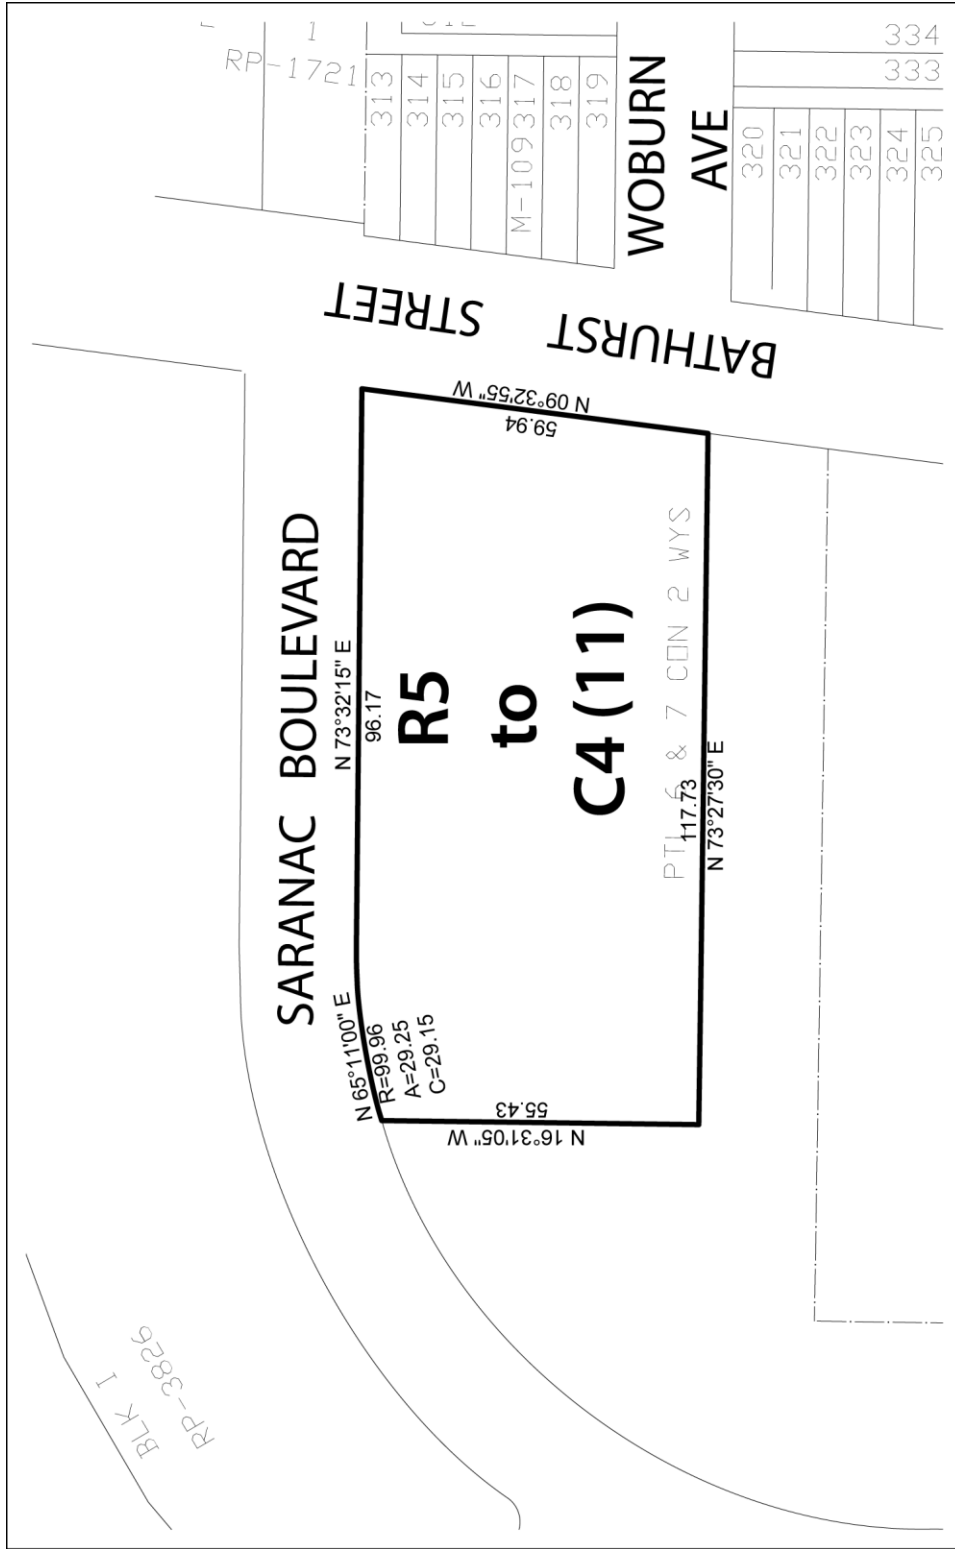 SARANAC BOULEVARD
N 73°32'15" E
96.17
N 65°11'00" E
R=99.96
A=29.25
C=29.15
R5
to
C4 (11)
PTL 6 & 7 CON 2 WYS
117.73
N 73°27'30" E
55.43
N 16°31'05" W
N 09°32'55" W
59.94
BATHURST STREET
WOBURN
AVE
1
RP-1721
313
314
315
316
M-109317
318
319
320
321
322
323
324
325
334
333
BLK 1
RP-3826